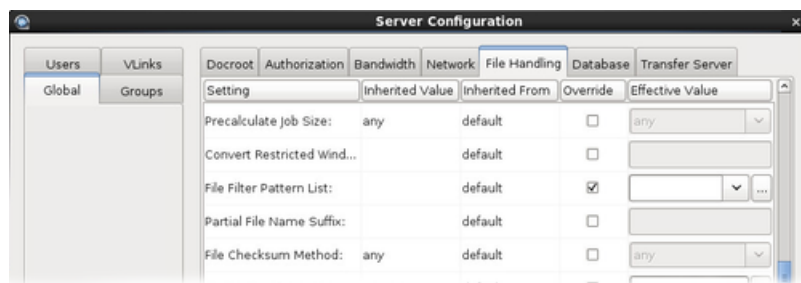 Server Configuration
Users VLinks
Global Groups
Docroot Authorization Bandwidth Network File Handling Database Transfer Server
Setting Inherited Value Inherited From Override Effective Value
Precalculate Job Size: any default any
Convert Restricted Wind... default
File Filter Pattern List: default ...
Partial File Name Suffix: default
File Checksum Method: any default any